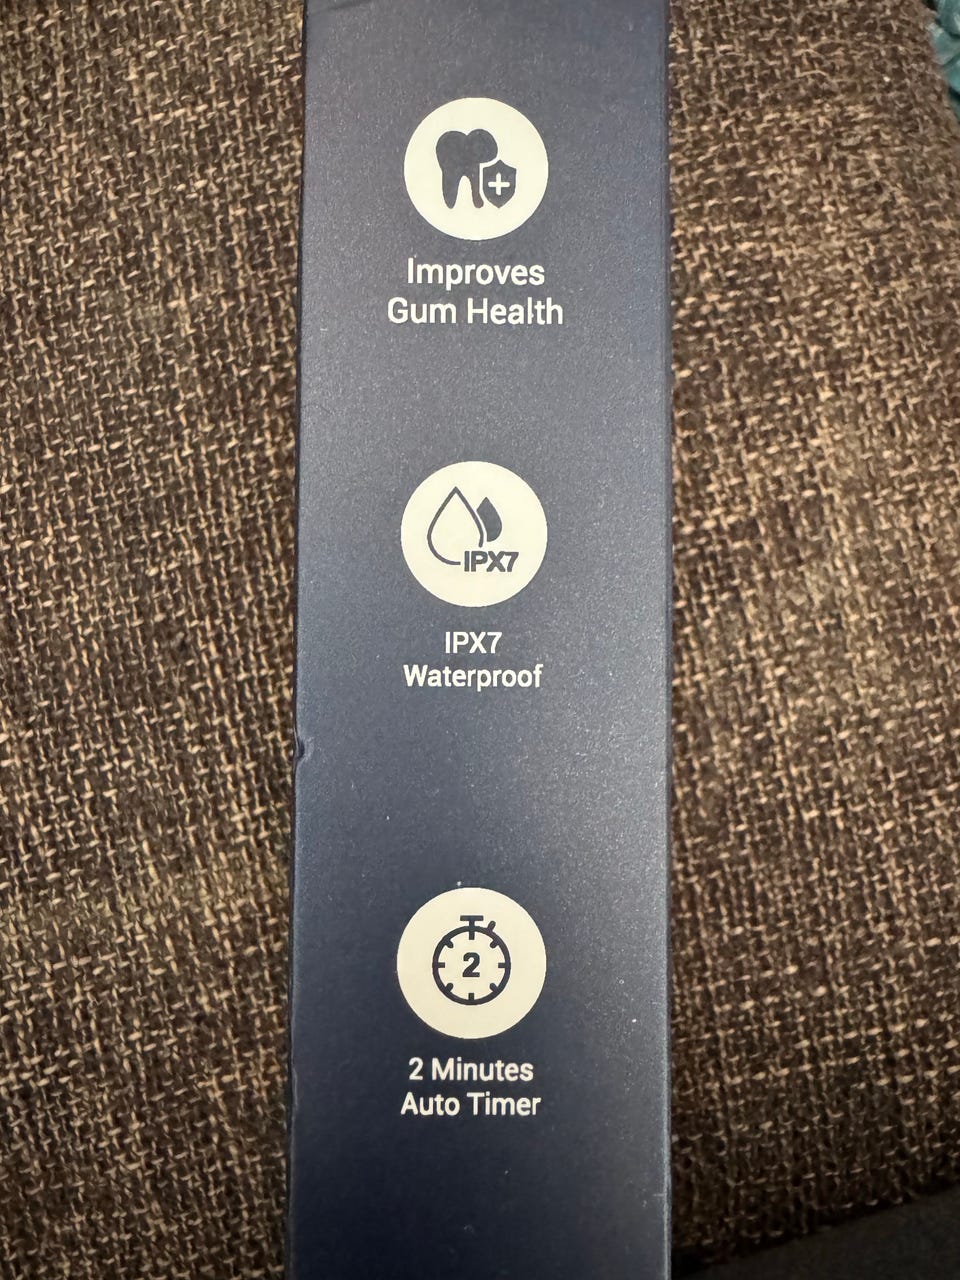 Improves
Gum Health
IPX7
IPX7
Waterproof
2
2 Minutes
Auto Timer